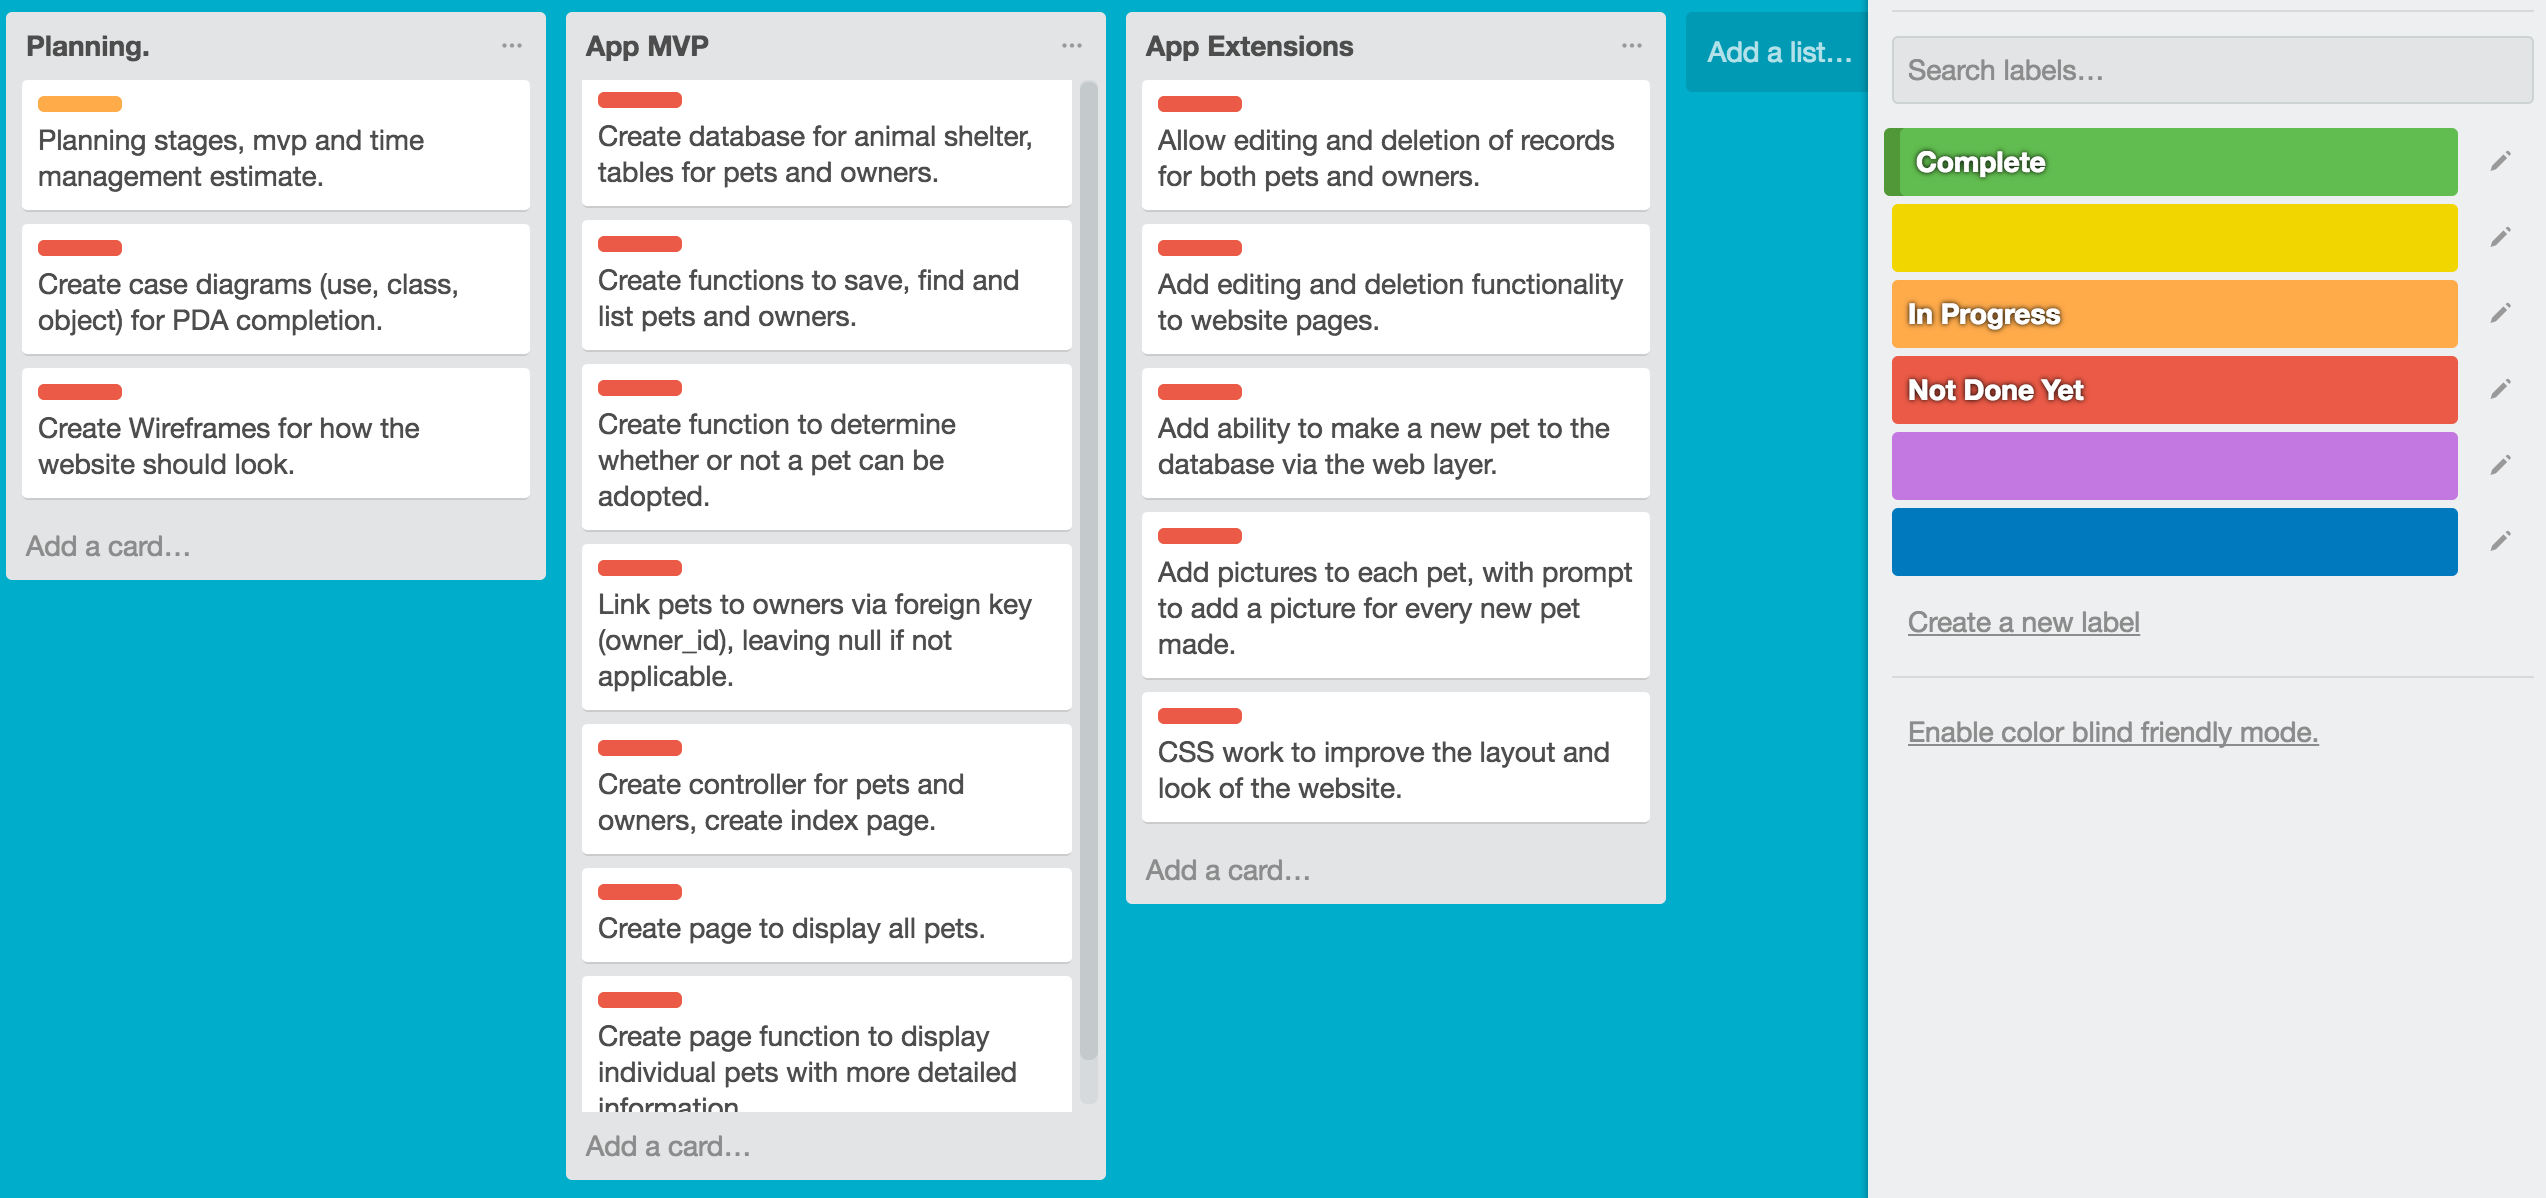 Planning.
Planning stages, mvp and time
management estimate.
Create case diagrams (use, class,
object) for PDA completion.
Create Wireframes for how the
website should look.
Add a card…
App MVP
Create database for animal shelter,
tables for pets and owners.
Create functions to save, find and
list pets and owners.
Create function to determine
whether or not a pet can be
adopted.
Link pets to owners via foreign key
(owner_id), leaving null if not
applicable.
Create controller for pets and
owners, create index page.
Create page to display all pets.
Create page function to display
individual pets with more detailed
information
Add a card…
App Extensions
Allow editing and deletion of records
for both pets and owners.
Add editing and deletion functionality
to website pages.
Add ability to make a new pet to the
database via the web layer.
Add pictures to each pet, with prompt
to add a picture for every new pet
made.
CSS work to improve the layout and
look of the website.
Add a card…
Add a list…
Search labels…
Complete
In Progress
Not Done Yet
Create a new label
Enable color blind friendly mode.